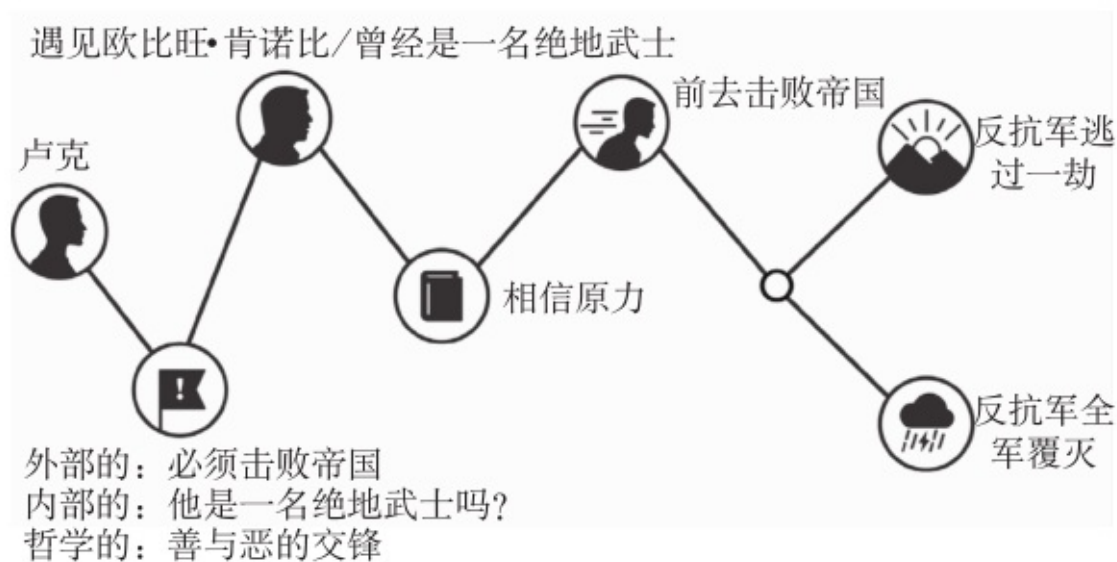 遇见欧比旺•肯诺比/曾经是一名绝地武士
卢克
前去击败帝国
反抗军逃
过一劫
相信原力
反抗军全
军覆灭
外部的：必须击败帝国
内部的：他是一名绝地武士吗？
哲学的：善与恶的交锋